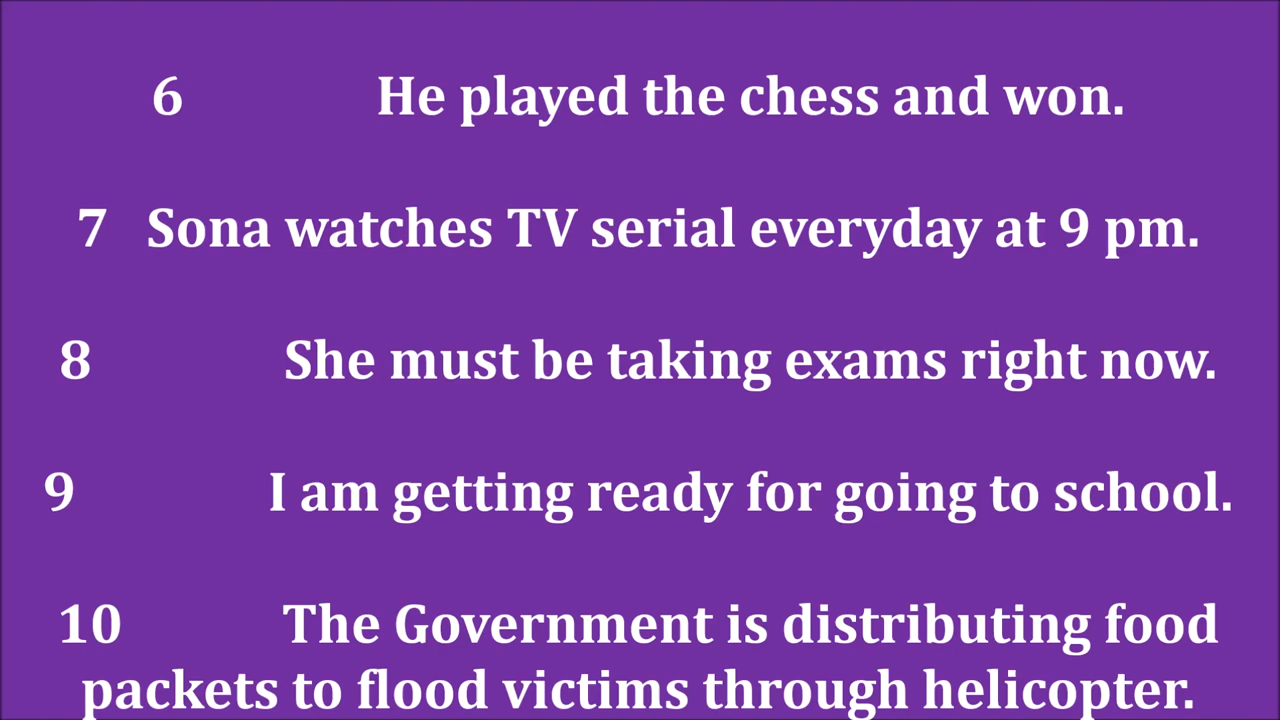 6 He played the chess and won.
7 Sona watches TV serial everyday at 9 pm.
8 She must be taking exams right now.
9 I am getting ready for going to school.
10 The Government is distributing food
packets to flood victims through helicopter.